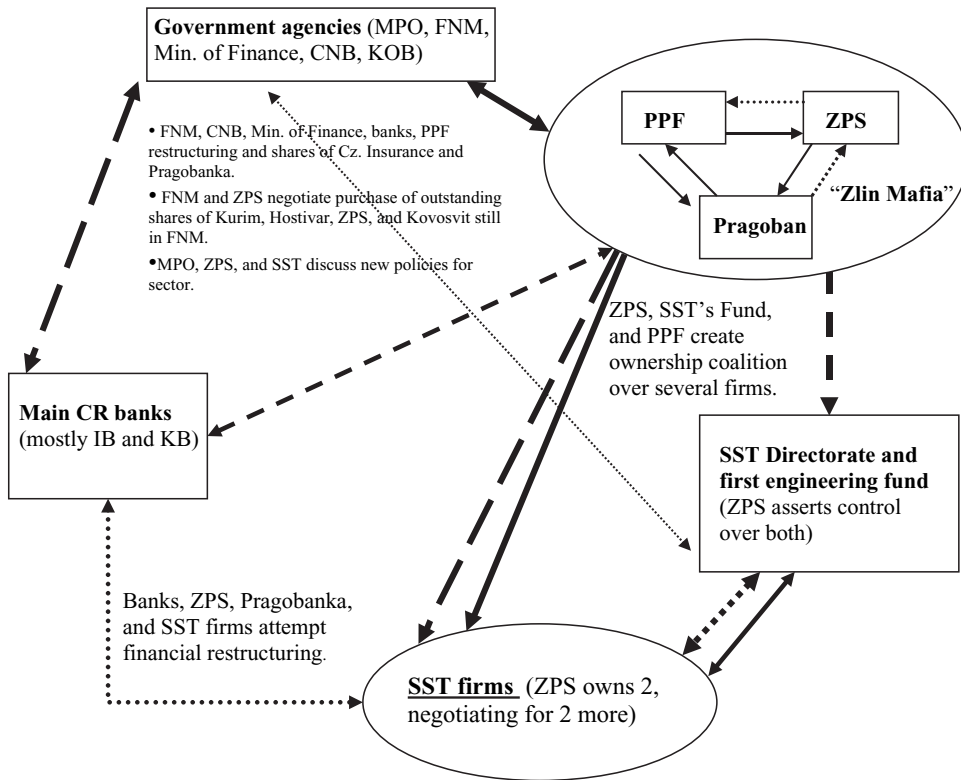 Government agencies (MPO, FNM,
Min. of Finance, CNB, KOB)
PPF
ZPS
Pragoban
“Zlin Mafia”
• FNM, CNB, Min. of Finance, banks, PPF
restructuring and shares of Cz. Insurance and
Pragobanka.
• FNM and ZPS negotiate purchase of outstanding
shares of Kurim, Hostivar, ZPS, and Kovosvit still
in FNM.
•MPO, ZPS, and SST discuss new policies for
sector.
ZPS, SST’s Fund,
and PPF create
ownership coalition
over several firms.
Main CR banks
(mostly IB and KB)
SST Directorate and
first engineering fund
(ZPS asserts control
over both)
Banks, ZPS, Pragobanka,
and SST firms attempt
financial restructuring.
SST firms (ZPS owns 2,
negotiating for 2 more)